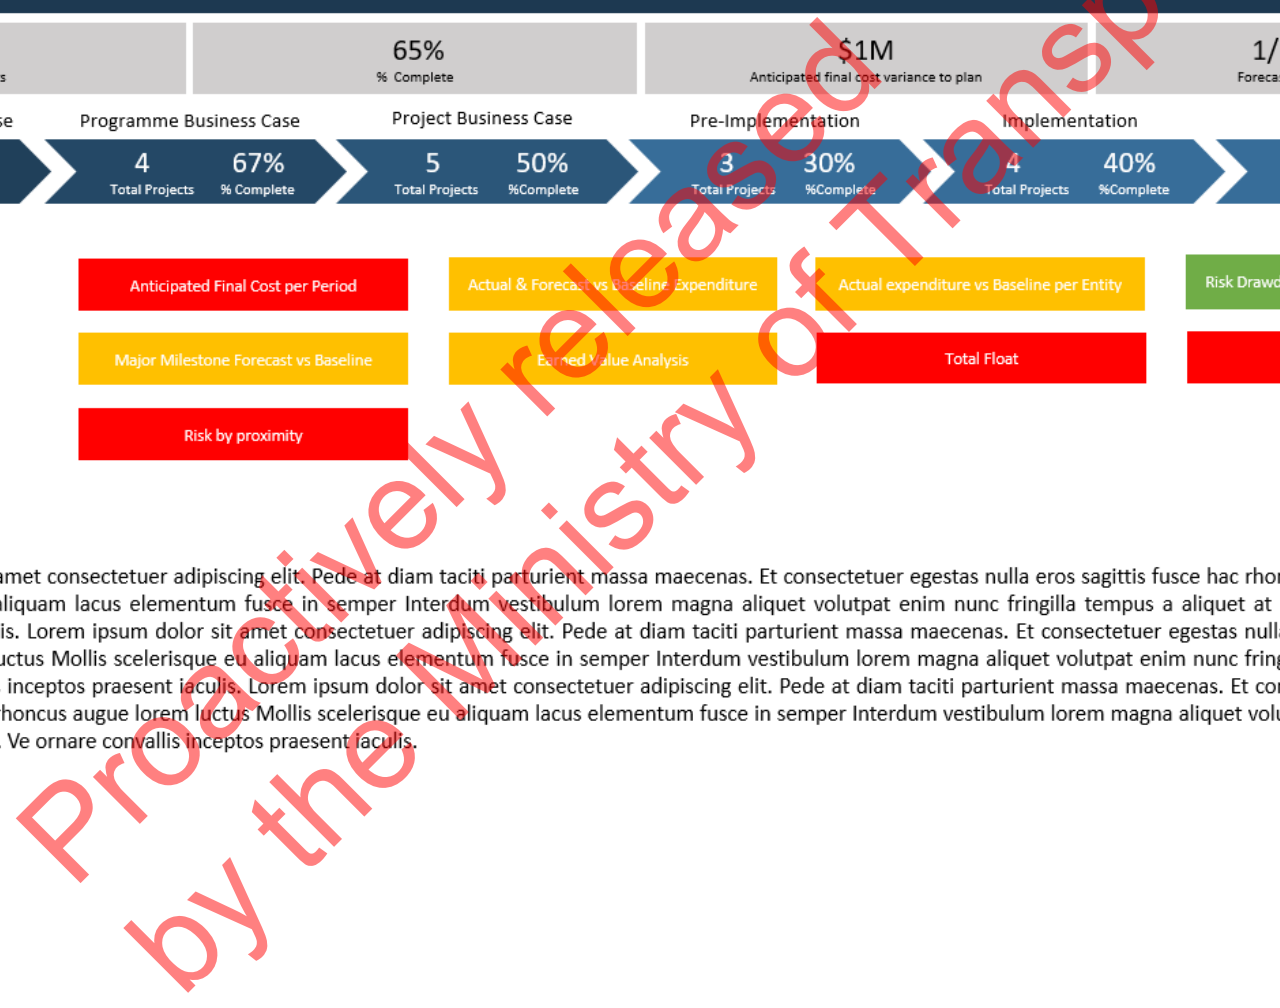 65%
$1M
1/
s
% Complete
Anticipated final cost variance to plan
Foreca
se
Programme Business Case
Project Business Case
Pre-Implementation
Implementation
4 67%
5 50%
3 30%
4 40%
Total Projects % Complete
Total Projects %Complete
Total Projects %Complete
Total Projects %Complete
Anticipated Final Cost per Period
Actual & Forecast vs Baseline Expenditure
Actual expenditure vs Baseline per Entity
Risk Drawd
Major Milestone Forecast vs Baseline
Earned Value Analysis
Total Float
Risk by proximity
amet consectetuer adipiscing elit. Pede at diam taciti parturient massa maecenas. Et consectetuer egestas nulla eros sagittis fusce hac rhon
aliquam lacus elementum fusce in semper Interdum vestibulum lorem magna aliquet volutpat enim nunc fringilla tempus a aliquet at
is. Lorem ipsum dolor sit amet consectetuer adipiscing elit. Pede at diam taciti parturient massa maecenas. Et consectetuer egestas nulla
uctus Mollis scelerisque eu aliquam lacus elementum fusce in semper Interdum vestibulum lorem magna aliquet volutpat enim nunc fring
s inceptos praesent iaculis. Lorem ipsum dolor sit amet consectetuer adipiscing elit. Pede at diam taciti parturient massa maecenas. Et con
rhoncus augue lorem luctus Mollis scelerisque eu aliquam lacus elementum fusce in semper Interdum vestibulum lorem magna aliquet volu
. Ve ornare convallis inceptos praesent iaculis.
Proactively released
by the Ministry of Transp